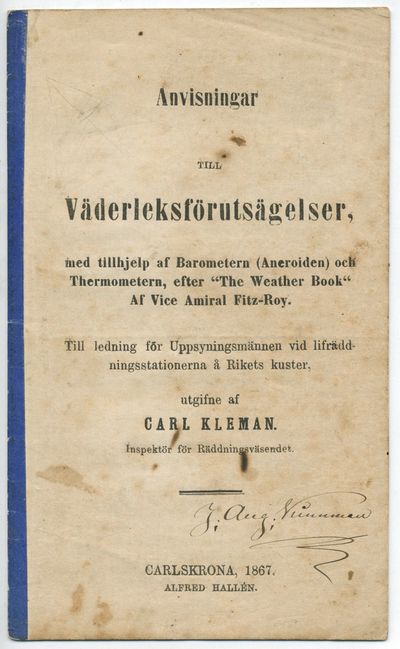 Anvisningar
TILL
Väderleksförutsägelser,
med tillhjelp af Barometern (Aneroiden) och
Thermometern, efter "The Weather Book"
Af Vice Amiral Fitz-Roy.
Till ledning för Uppsyningsmännen vid lifrädd-
ningsstationerna å Rikets kuster,
utgifne af
CARL KLEMAN.
Inspektör för Räddningsväsendet.
J. Aug.
CARLSKRONA, 1867.
ALFRED HALLÉN.